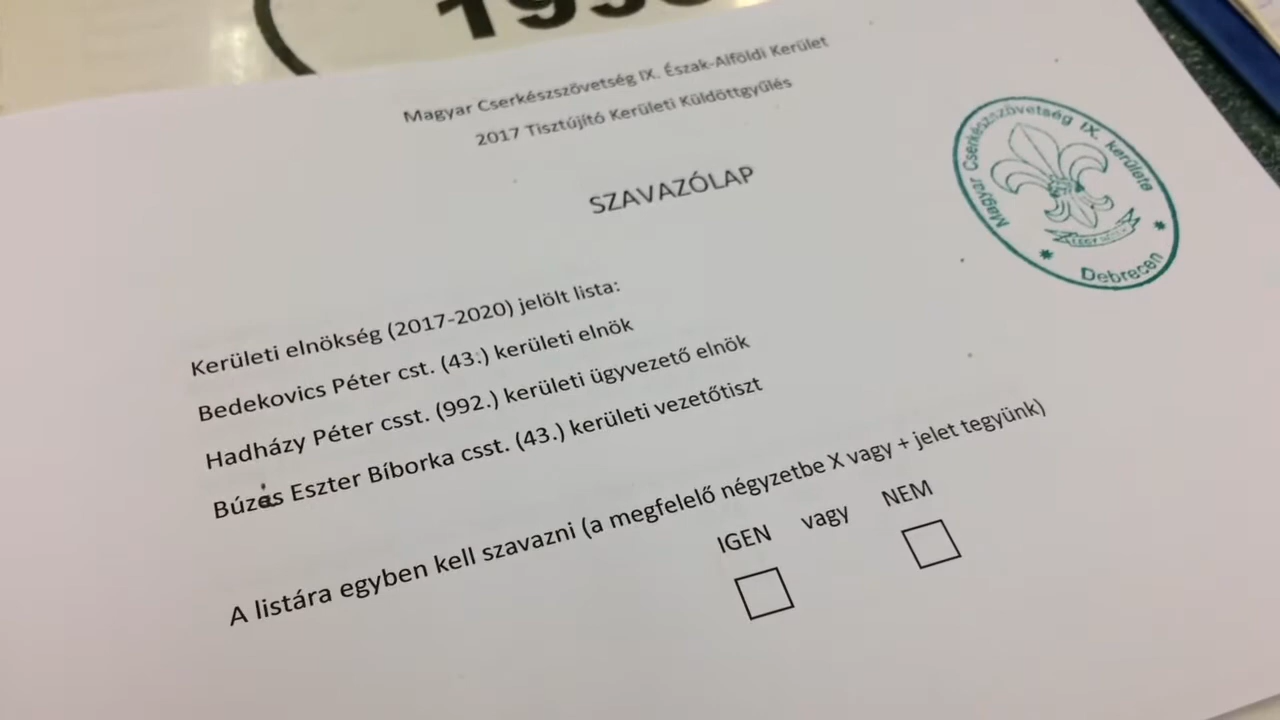 Magyar Cserkészszövetség IX. Észak-Alföldi Kerület
2017 Tisztújító Kerületi Küldöttgyűlés
SZAVAZÓLAP
Magyar Cserkészszövetség IX. kerülete
Debrecen
Kerületi elnökség (2017-2020) jelölt lista:
Bedekovics Péter cst. (43.) kerületi elnök
Hadházy Péter csst. (992.) kerületi ügyvezető elnök
Búzás Eszter Bíborka csst. (43.) kerületi vezetőtiszt
A listára egyben kell szavazni (a megfelelő négyzetbe X vagy + jelet tegyünk)
IGEN vagy NEM